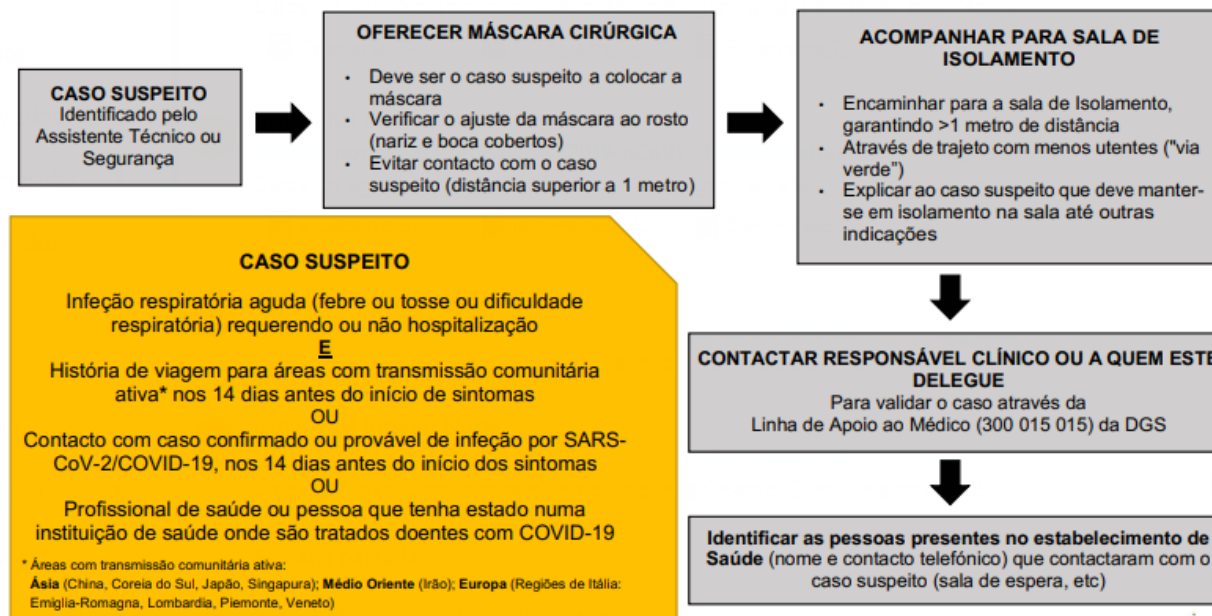 CASO SUSPEITO
Identificado pelo
Assistente Técnico ou
Segurança
OFERECER MÁSCARA CIRÚRGICA
· Deve ser o caso suspeito a colocar a
máscara
· Verificar o ajuste da máscara ao rosto
(nariz e boca cobertos)
· Evitar contacto com o caso
suspeito (distância superior a 1 metro)
ACOMPANHAR PARA SALA DE
ISOLAMENTO
· Encaminhar para a sala de Isolamento,
garantindo >1 metro de distância
· Através de trajeto com menos utentes ("via
verde”)
· Explicar ao caso suspeito que deve manter-
se em isolamento na sala até outras
indicações
CONTACTAR RESPONSÁVEL CLÍNICO OU A QUEM ESTE
DELEGUE
Para validar o caso através da
Linha de Apoio ao Médico (300 015 015) da DGS
Identificar as pessoas presentes no estabelecimento de
Saúde (nome e contacto telefónico) que contactaram com o
caso suspeito (sala de espera, etc)
CASO SUSPEITO
Infeção respiratória aguda (febre ou tosse ou dificuldade
respiratória) requerendo ou não hospitalização
E
História de viagem para áreas com transmissão comunitária
ativa* nos 14 dias antes do início de sintomas
OU
Contacto com caso confirmado ou provável de infeção por SARS-
CoV-2/COVID-19, nos 14 dias antes do início dos sintomas
OU
Profissional de saúde ou pessoa que tenha estado numa
instituição de saúde onde são tratados doentes com COVID-19
* Áreas com transmissão comunitária ativa:
Ásia (China, Coreia do Sul, Japão, Singapura); Médio Oriente (Irão); Europa (Regiões de Itália:
Emiglia-Romagna, Lombardia, Piemonte, Veneto)